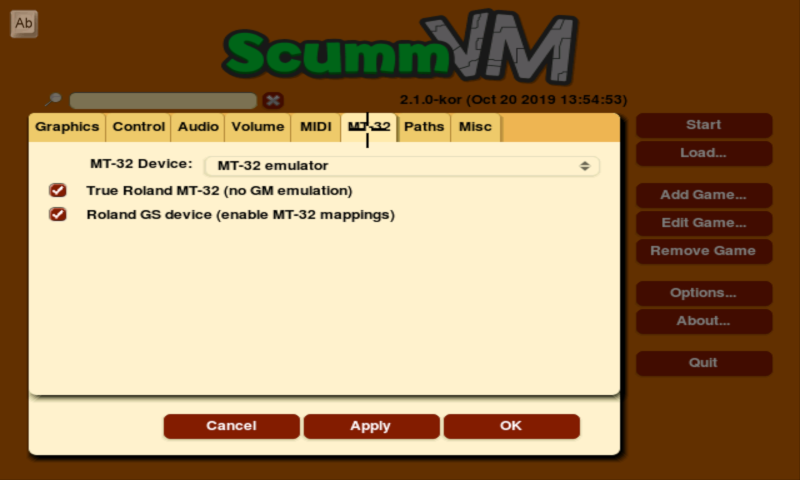 Ab
ScummVM
2.1.0-kor (Oct 20 2019 13:54:53)
Graphics Control Audio Volume MIDI MT-32 Paths Misc
MT-32 Device: MT-32 emulator
True Roland MT-32 (no GM emulation)
Roland GS device (enable MT-32 mappings)
Cancel Apply OK
Start
Load...
Add Game...
Edit Game...
Remove Game
Options...
About...
Quit